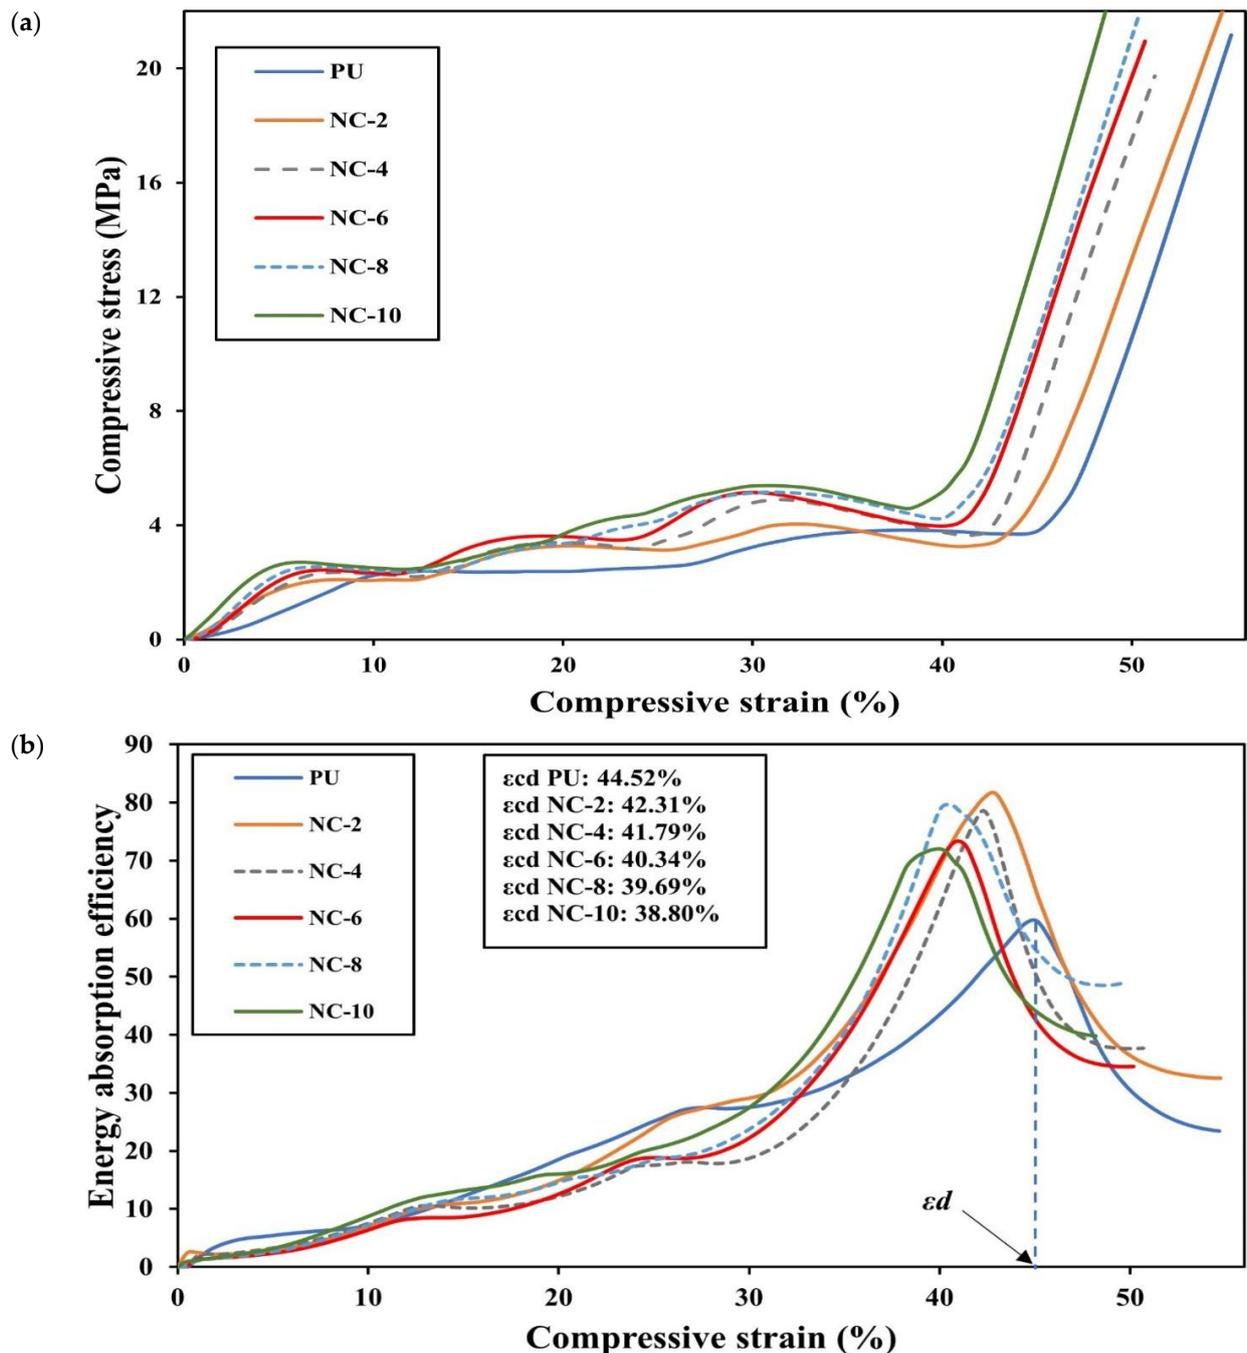 (a)
Compressive stress (MPa)
20
16
12
8
4
0
PU
NC-2
NC-4
NC-6
NC-8
NC-10
0 10 20 30 40 50
Compressive strain (%)
(b)
Energy absorption efficiency
90
80
70
60
50
40
30
20
10
0
PU
NC-2
NC-4
NC-6
NC-8
NC-10
εcd PU: 44.52%
εcd NC-2: 42.31%
εcd NC-4: 41.79%
εcd NC-6: 40.34%
εcd NC-8: 39.69%
εcd NC-10: 38.80%
εd
0 10 20 30 40 50
Compressive strain (%)